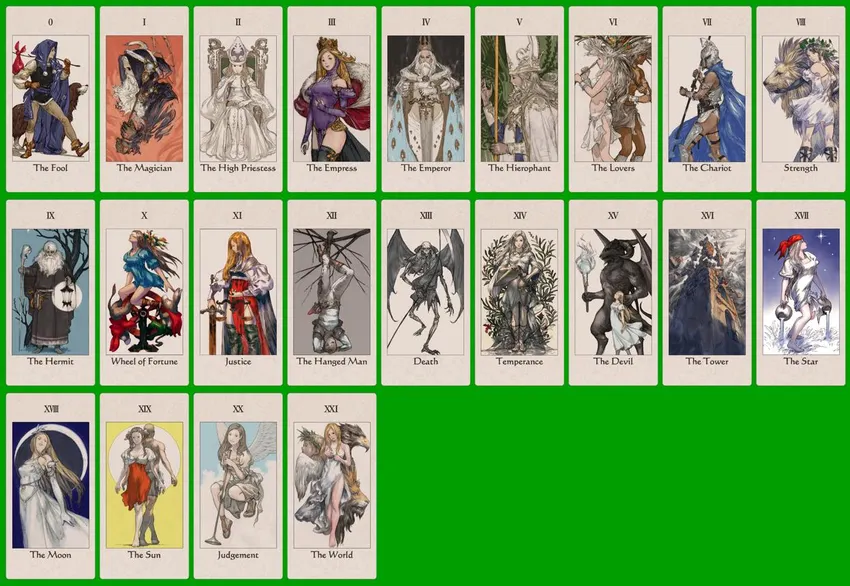 0
The Fool
I
The Magician
II
The High Priestess
III
The Empress
IV
The Emperor
V
The Hierophant
VI
The Lovers
VII
The Chariot
VIII
Strength
IX
The Hermit
X
Wheel of Fortune
XI
Justice
XII
The Hanged Man
XIII
Death
XIV
Temperance
XV
The Devil
XVI
The Tower
XVII
The Star
XVIII
The Moon
XIX
The Sun
XX
Judgement
XXI
The World